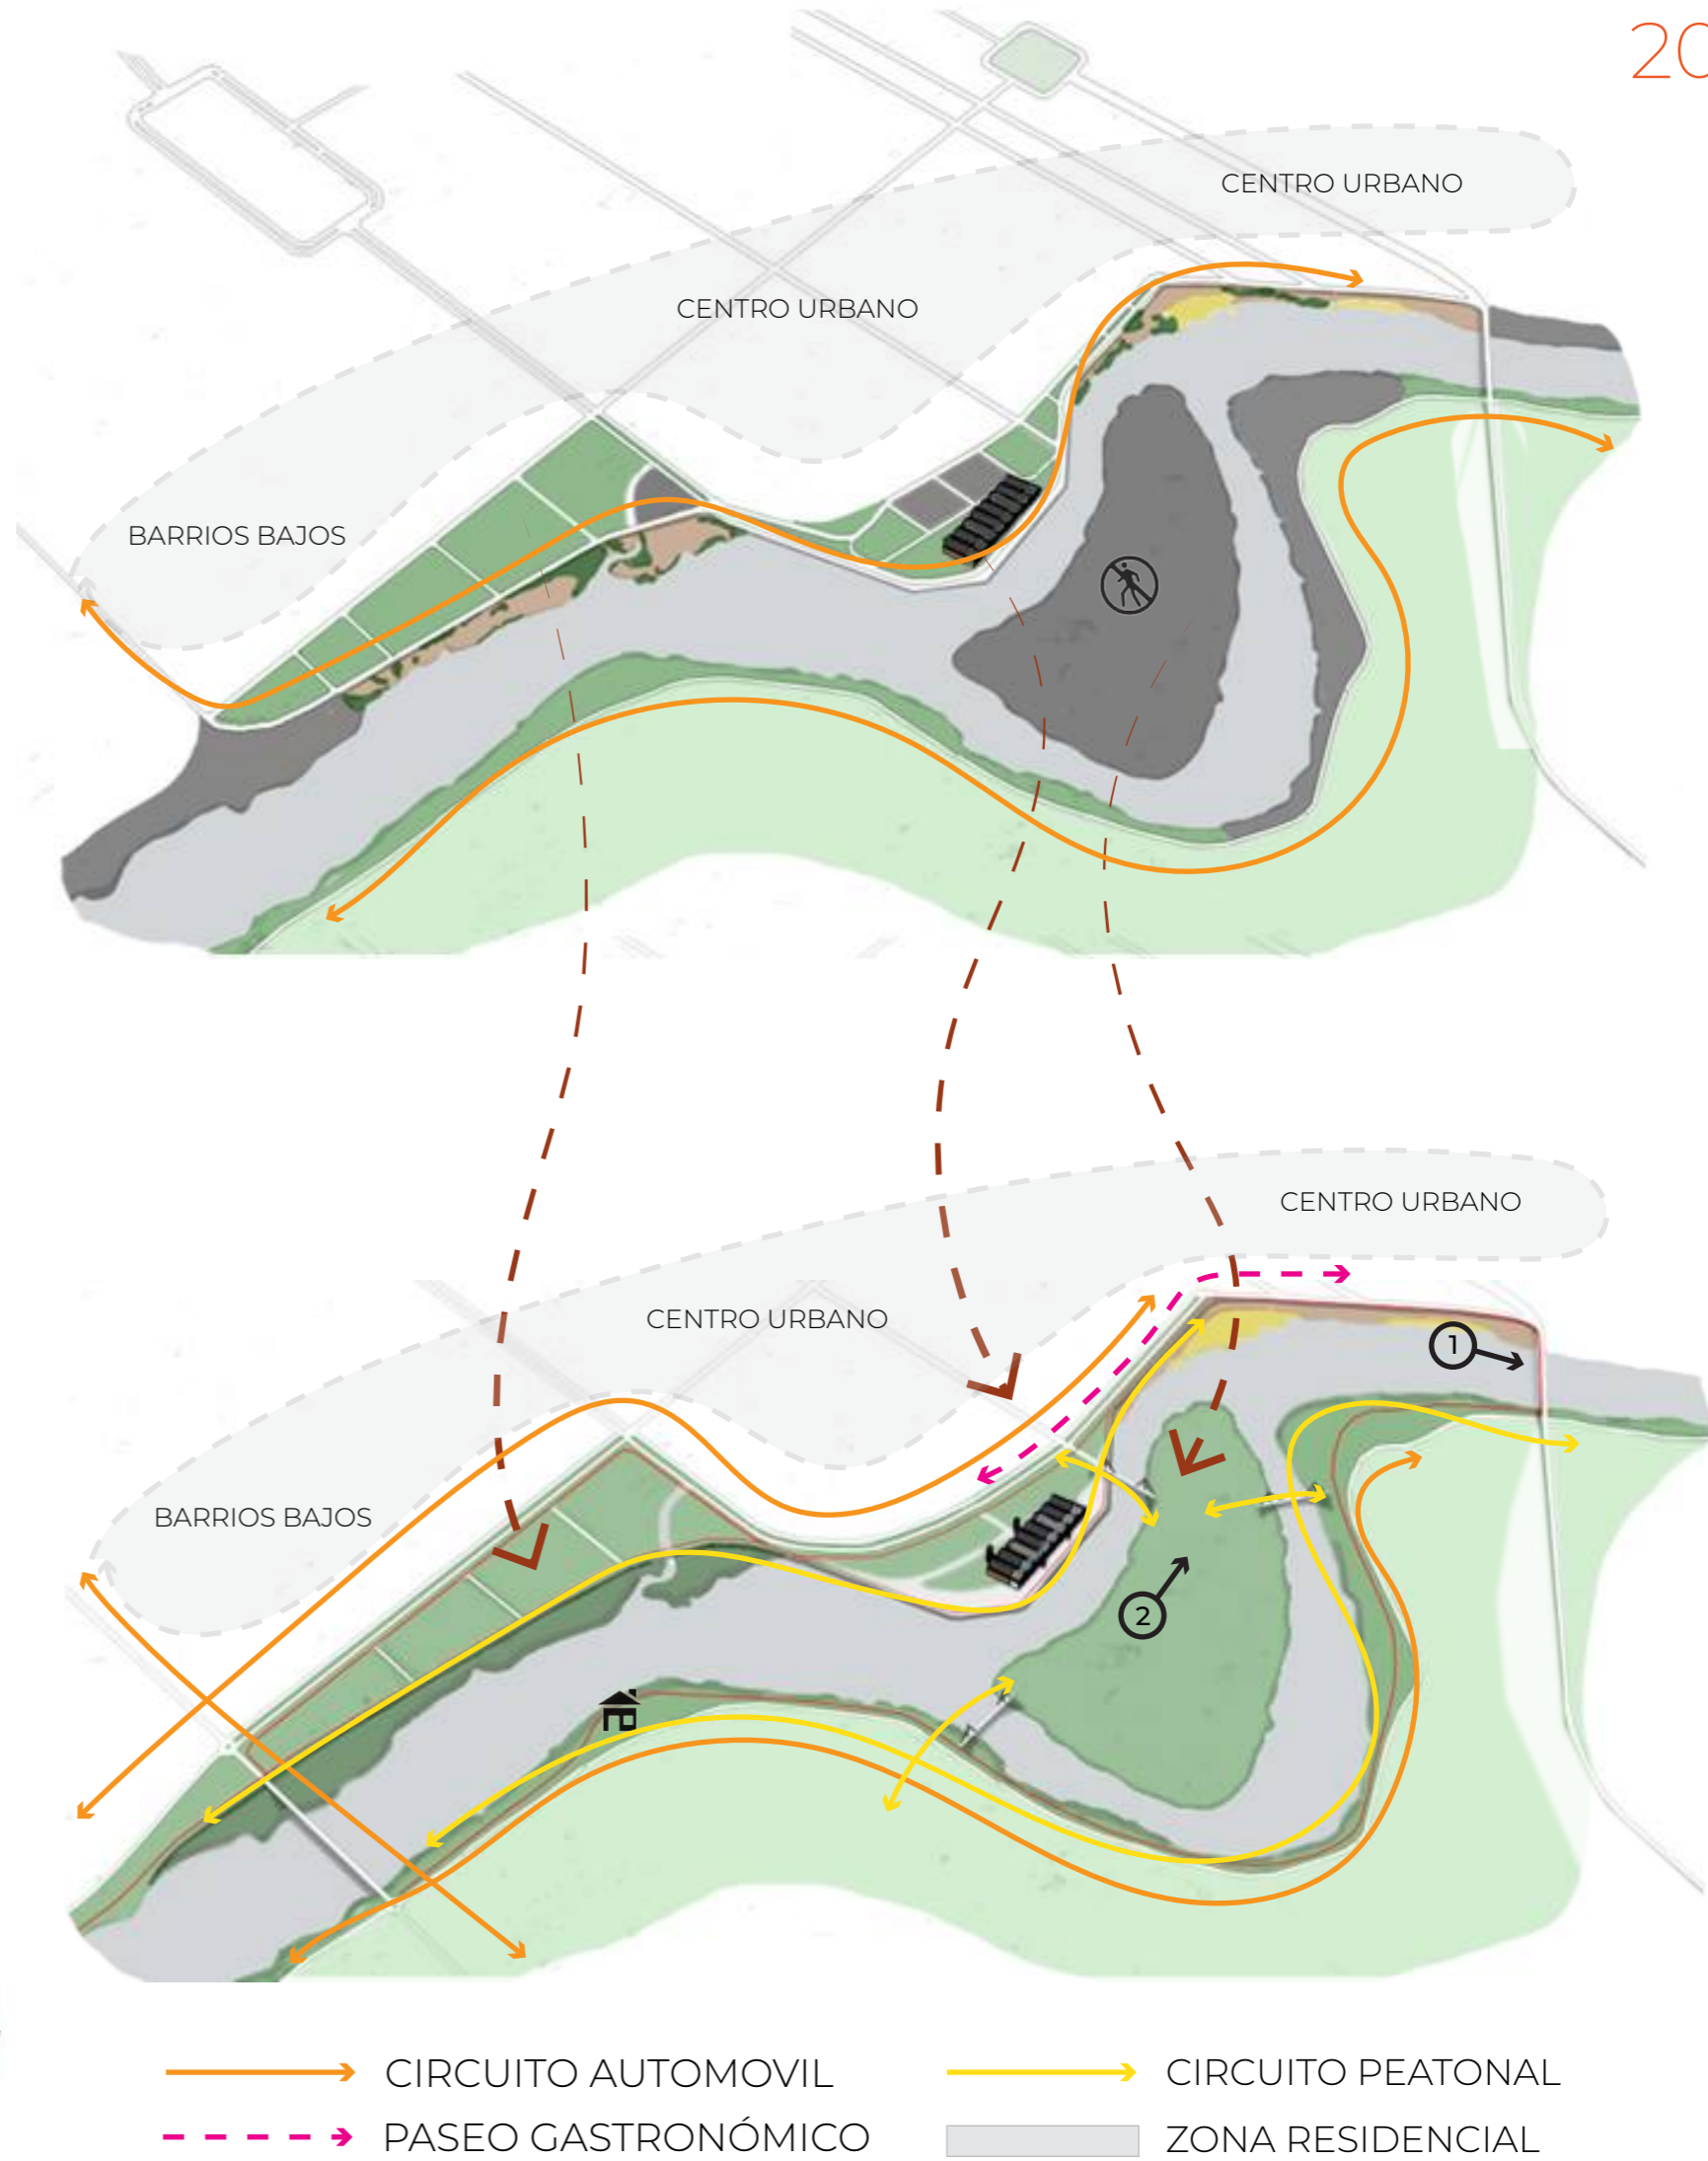 20
CENTRO URBANO
CENTRO URBANO
BARRIOS BAJOS
CENTRO URBANO
CENTRO URBANO
1
BARRIOS BAJOS
2
CIRCUITO AUTOMOVIL
CIRCUITO PEATONAL
PASEO GASTRONÓMICO
ZONA RESIDENCIAL